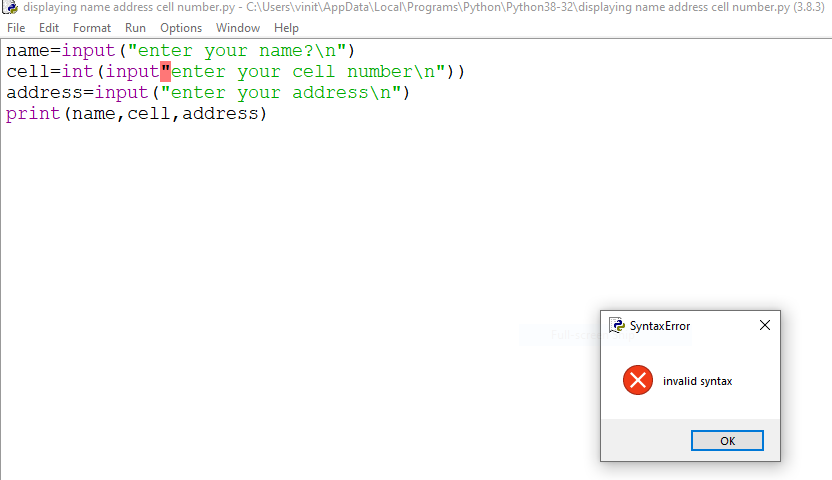 displaying name address cell number.py - C:\Users\vinit\AppData\Local\Programs\Python\Python38-32\displaying name address cell number.py (3.8.3)
File Edit Format Run Options Window Help
name=input("enter your name?\n")
cell=int(input"enter your cell number\n"))
address=input("enter your address\n")
print(name,cell,address)
SyntaxError
invalid syntax
OK